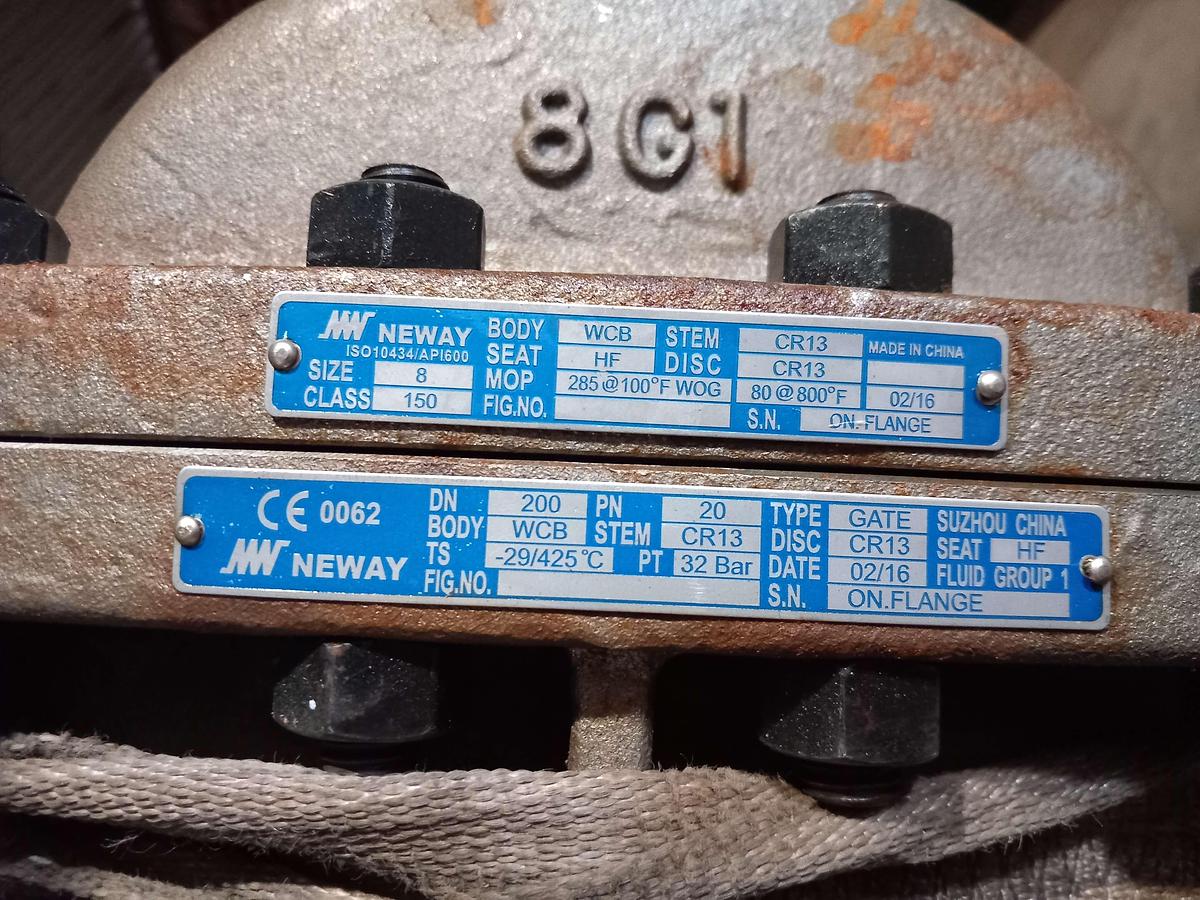 8G1
NEWAY BODY WCB STEM CR13 MADE IN CHINA
ISO10434/API600 SEAT HF DISC CR13
SIZE 8 MOP 285@100°F WOG 80@800°F 02/16
CLASS 150 FIG.NO. S.N. ON. FLANGE
CE 0062 DN 200 PN 20 TYPE GATE SUZHOU CHINA
BODY WCB STEM CR13 DISC CR13 SEAT HF
NEWAY TS -29/425°C PT 32 Bar DATE 02/16 FLUID GROUP 1
FIG.NO. S.N. ON.FLANGE